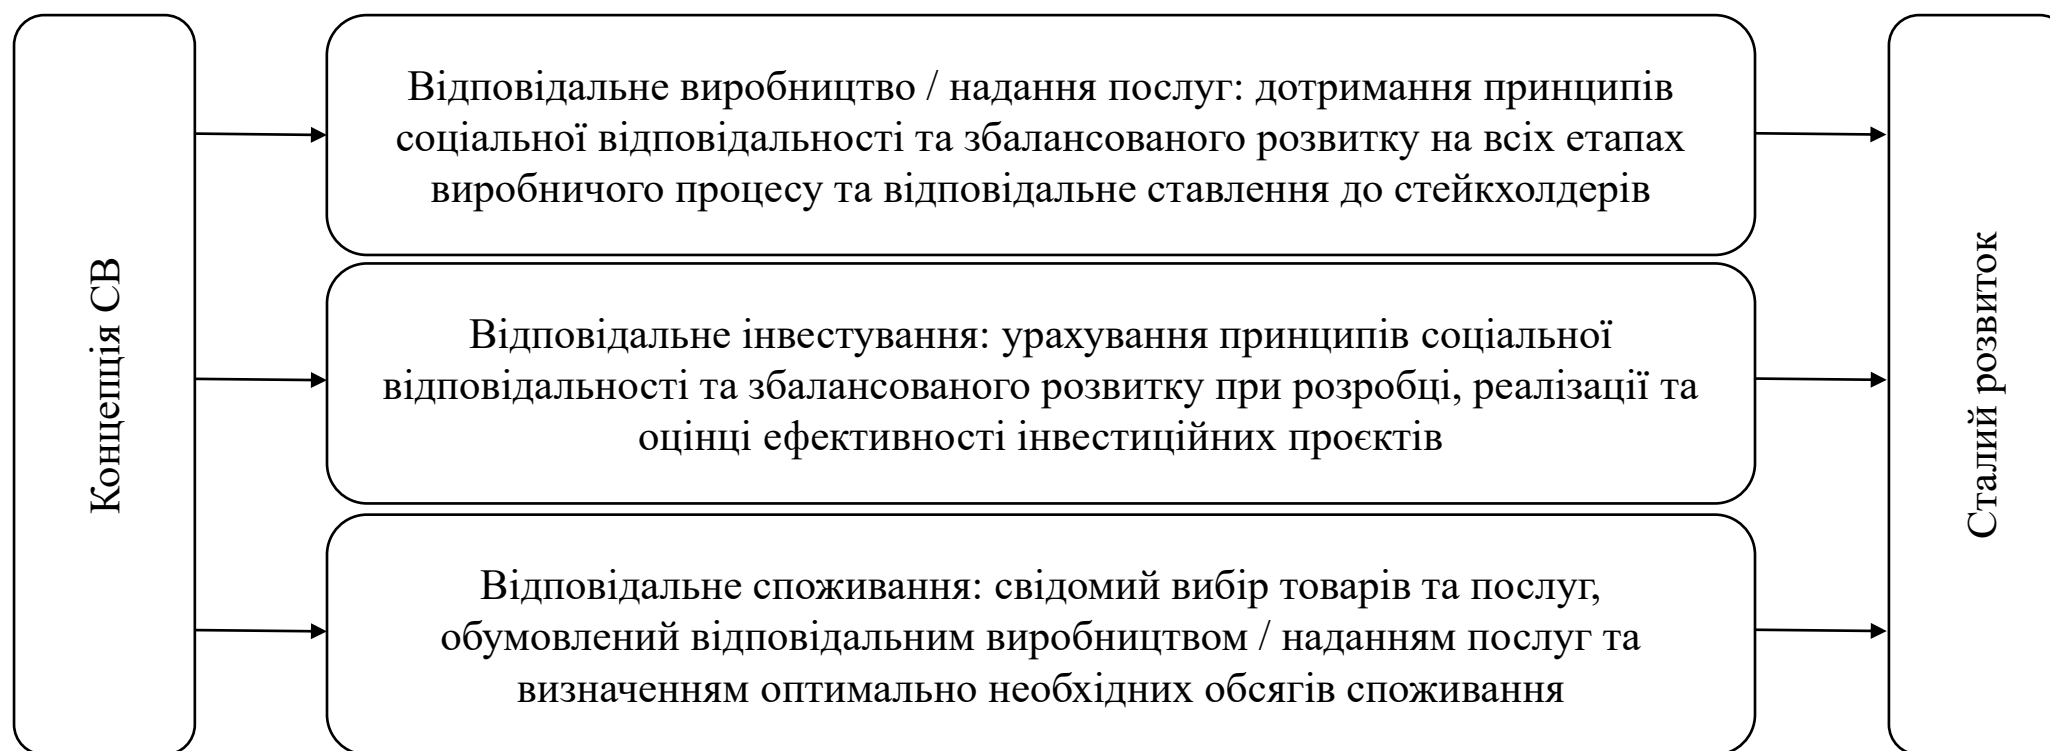 Концепція СВ
Відповідальне виробництво / надання послуг: дотримання принципів
соціальної відповідальності та збалансованого розвитку на всіх етапах
виробничого процесу та відповідальне ставлення до стейкхолдерів
Відповідальне інвестування: урахування принципів соціальної
відповідальності та збалансованого розвитку при розробці, реалізації та
оцінці ефективності інвестиційних проєктів
Відповідальне споживання: свідомий вибір товарів та послуг,
обумовлений відповідальним виробництвом / наданням послуг та
визначенням оптимально необхідних обсягів споживання
Сталий розвиток